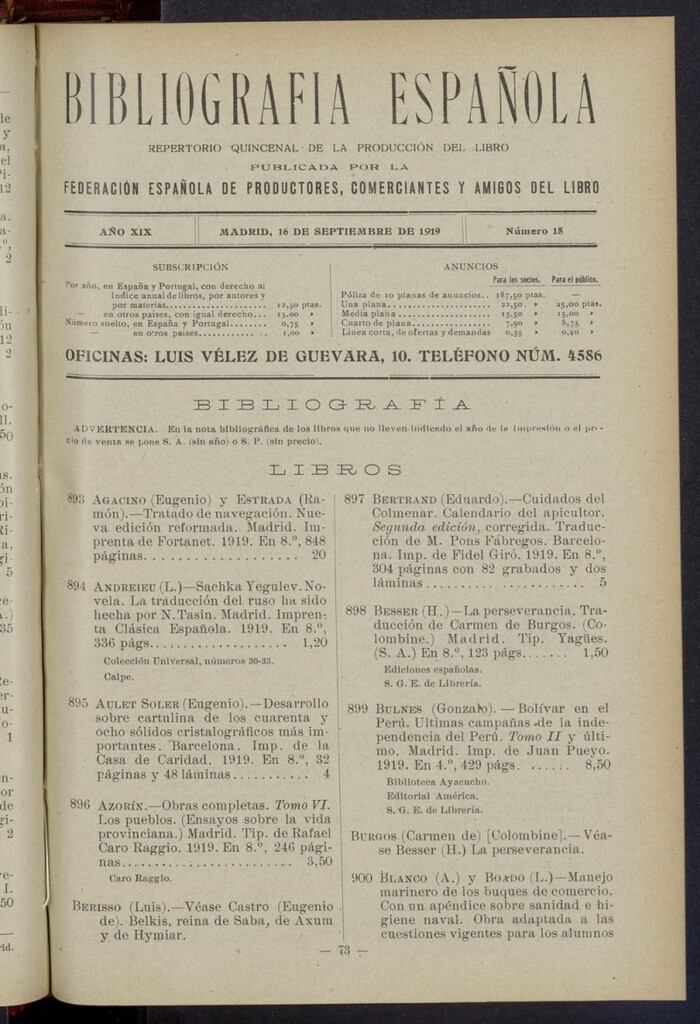 BIBLIOGRAFIA ESPAÑOLA
REPERTORIO QUINCENAL DE LA PRODUCCIÓN DEL LIBRO
PUBLICADA POR LA
FEDERACIÓN ESPAÑOLA DE PRODUCTORES, COMERCIANTES Y AMIGOS DEL LIBRO
AÑO XIX
MADRID, 16 DE SEPTIEMBRE DE 1919
Número 18
SUBSCRIPCIÓN
Por año, en España y Portugal, con derecho al
índice anual de libros, por autores y
por materias........................ 12,50 ptas.
— en otros países, con igual derecho... 15,00 »
Número suelto, en España y Portugal....... 0,75 »
— en otros países............. 1,00 »
ANUNCIOS
Para los socios. Para el público.
Póliza de 10 planas de anuncios.. 187,50 ptas. —
Una plana................... 22,50 » 25,00 ptas.
Media plana................. 13,50 » 15,00 »
Cuarto de plana............. 7,90 » 8,75 »
Línea corta, de ofertas y demandas 0,35 » 0,40 »
OFICINAS: LUIS VÉLEZ DE GUEVARA, 10. TELÉFONO NÚM. 4586
BIBLIOGRAFÍA
ADVERTENCIA. En la nota bibliográfica de los libros que no lleven indicado el año de la impresión o el pre-
cio de venta se pone S. A. (sin año) o S. P. (sin precio).
LIBROS
893 AGACINO (Eugenio) y ESTRADA (Ra-
món).—Tratado de navegación. Nue-
va edición reformada. Madrid. Im-
prenta de Fortanet. 1919. En 8.º, 848
páginas.................... 20
894 ANDREIEU (L.)—Sachka Yegulev. No-
vela. La traducción del ruso ha sido
hecha por N. Tasin. Madrid. Impren-
ta Clásica Española. 1919. En 8.º,
336 págs.................. 1,20
Colección Universal, números 30-33.
Calpe.
895 AULET SOLER (Eugenio).—Desarrollo
sobre cartulina de los cuarenta y
ocho sólidos cristalográficos más im-
portantes. Barcelona. Imp. de la
Casa de Caridad. 1919. En 8.º, 32
páginas y 48 láminas........... 4
896 AZORÍN.—Obras completas. Tomo VI.
Los pueblos. (Ensayos sobre la vida
provinciana.) Madrid. Tip. de Rafael
Caro Raggio. 1919. En 8.º, 246 pági-
nas........................ 3,50
Caro Raggio.
BERISSO (Luis).—Véase Castro (Eugenio
de). Belkis, reina de Saba, de Axum
y de Hymiar.
897 BERTRAND (Eduardo).—Cuidados del
Colmenar. Calendario del apicultor.
Segunda edición, corregida. Traduc-
ción de M. Pons Fábregos. Barcelo-
na. Imp. de Fidel Giró. 1919. En 8.º,
304 páginas con 82 grabados y dos
láminas...................... 5
898 BESSER (H.)—La perseverancia. Tra-
ducción de Carmen de Burgos. (Co-
lombine.) Madrid. Tip. Yagües.
(S. A.) En 8.º, 123 págs....... 1,50
Ediciones españolas.
S. G. E. de Librería.
899 BULNES (Gonzalo).—Bolívar en el
Perú. Ultimas campañas de la inde-
pendencia del Perú. Tomo II y últi-
mo. Madrid. Imp. de Juan Pueyo.
1919. En 4.º, 429 págs. ...... 8,50
Biblioteca Ayacucho.
Editorial América.
S. G. E. de Librería.
BURGOS (Carmen de) [Colombine].—Véa-
se Besser (H.) La perseverancia.
900 BLANCO (A.) y BOADO (L.)—Manejo
marinero de los buques de comercio.
Con un apéndice sobre sanidad e hi-
giene naval. Obra adaptada a las
cuestiones vigentes para los alumnos
— 73 —